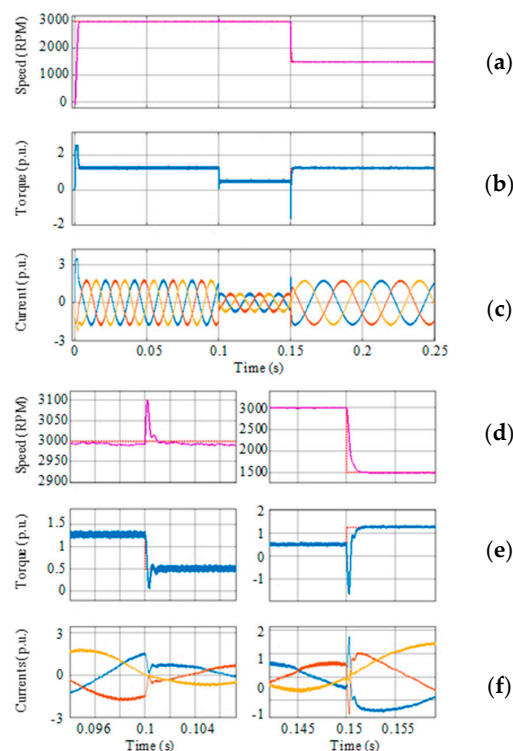 3000
2000
1000
0
Speed (RPM)
(a)
2
0
-2
Torque (p.u.)
(b)
3
0
-3
Current (p.u.)
(c)
0 0.05 0.1 0.15 0.2 0.25
Time (s)
3100
3050
3000
2950
2900
Speed (RPM)
3000
1500
(d)
1.5
1
0.5
0
Torque (p.u.)
2
1
0
-1
(e)
3
0
-3
Currents(p.u.)
2
1
0
-1
(f)
0.096 0.1 0.104
0.145 0.15 0.155
Time (s)
Time (s)